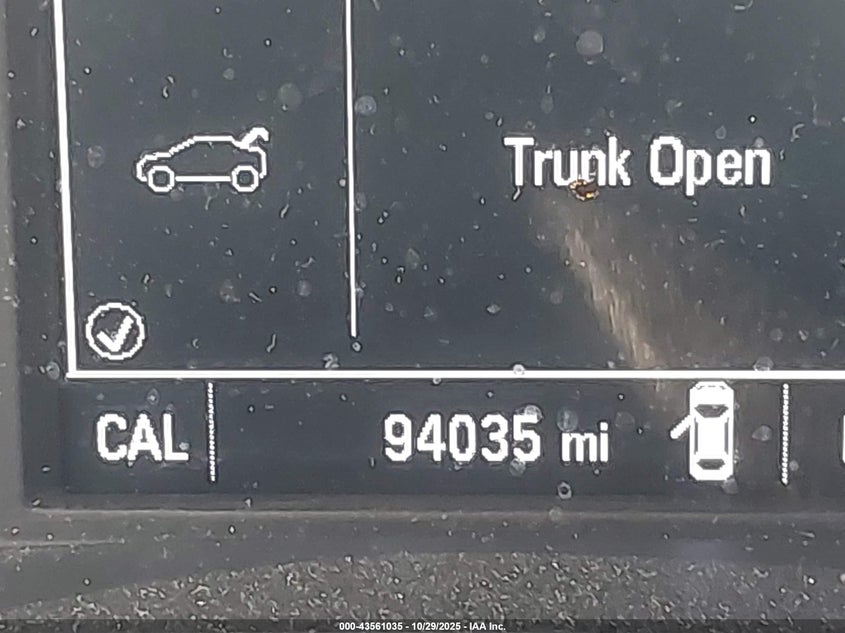 Trunk Open
CAL 94035 mi
000-43561035 - 10/29/2025 - IAA Inc.